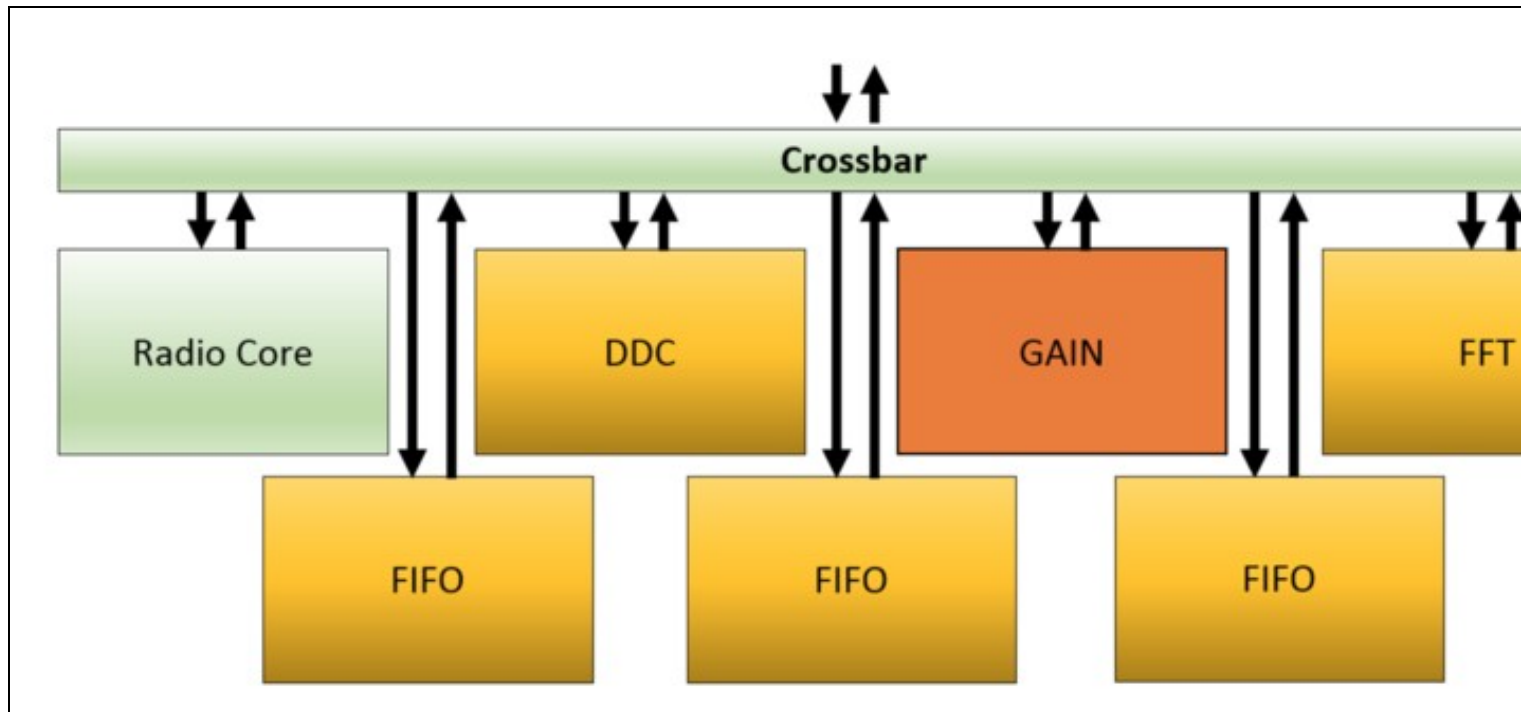 Crossbar
Radio Core
DDC
GAIN
FFT
FIFO
FIFO
FIFO